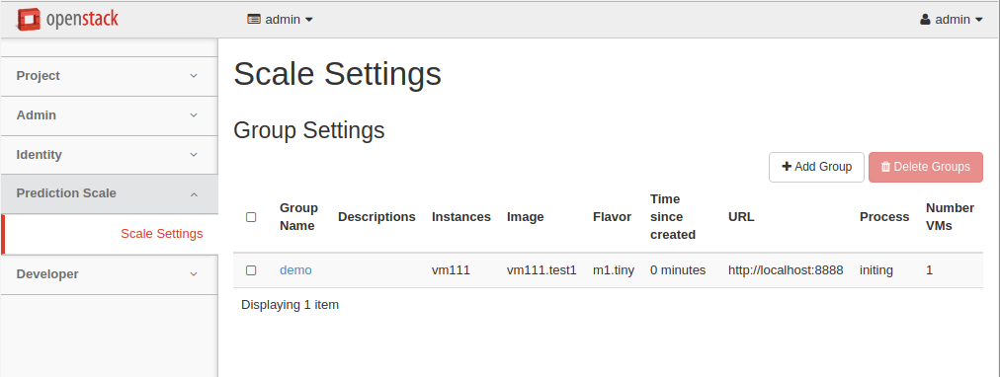 openstack admin admin
Project
Admin
Identity
Prediction Scale
Scale Settings
Developer
Scale Settings
Group Settings
Add Group Delete Groups
Group Name Descriptions Instances Image Flavor Time since created URL Process Number VMs
demo vm111 vm111.test1 m1.tiny 0 minutes http://localhost:8888 initing 1
Displaying 1 item